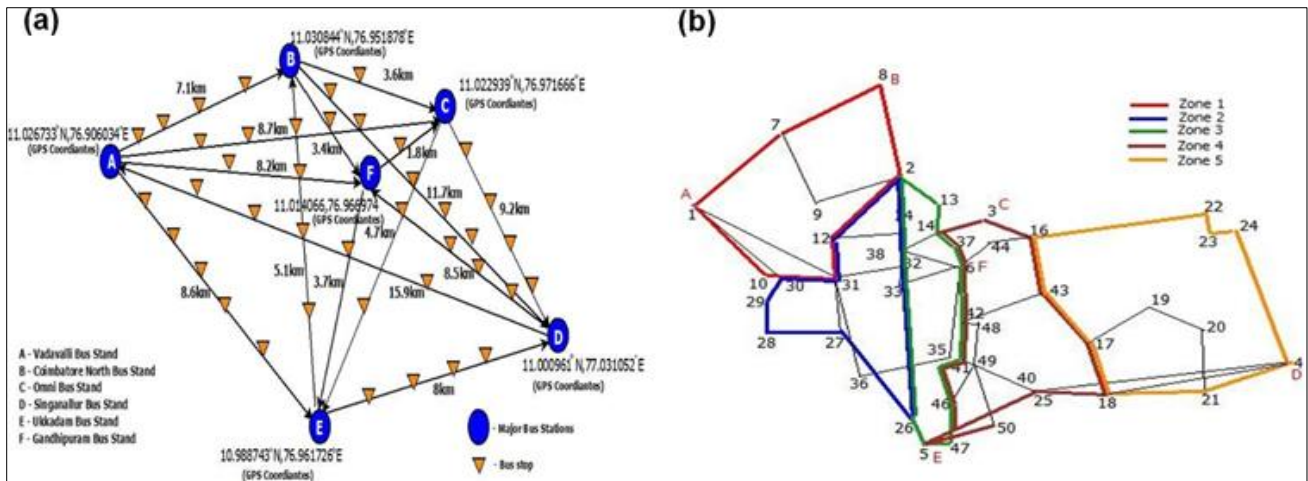 (a)
11.030844°N,76.951878°E
(GPS Coordiantes)
B
7.1km
3.6km
11.022939°N,76.971666°E
(GPS Coordiantes)
C
11.026733°N,76.906034°E
(GPS Coordiantes)
A
8.7km
3.4km
1.8km
8.2km
F
11.7km
9.2km
11.014066,76.966974
(GPS Coordiantes)
4.7km
8.5km
5.1km
3.7km
15.9km
8.6km
D
11.000961°N,77.031052°E
(GPS Coordiantes)
8km
E
10.988743°N,76.961726°E
(GPS Coordiantes)
A - Vadavalli Bus Stand
B - Coimbatore North Bus Stand
C - Omni Bus Stand
D - Singanallur Bus Stand
E - Ukkadam Bus Stand
F - Gandhipuram Bus Stand
- Major Bus Stations
- Bus stop
(b)
Zone 1
Zone 2
Zone 3
Zone 4
Zone 5
8
B
7
2
A
1
9
13
14
3
C
16
22
23
24
12
38
32
37
44
6
F
10
30
31
33
29
28
27
43
42
48
19
20
17
35
36
41
49
40
25
18
21
4
D
46
50
26
5
E
47